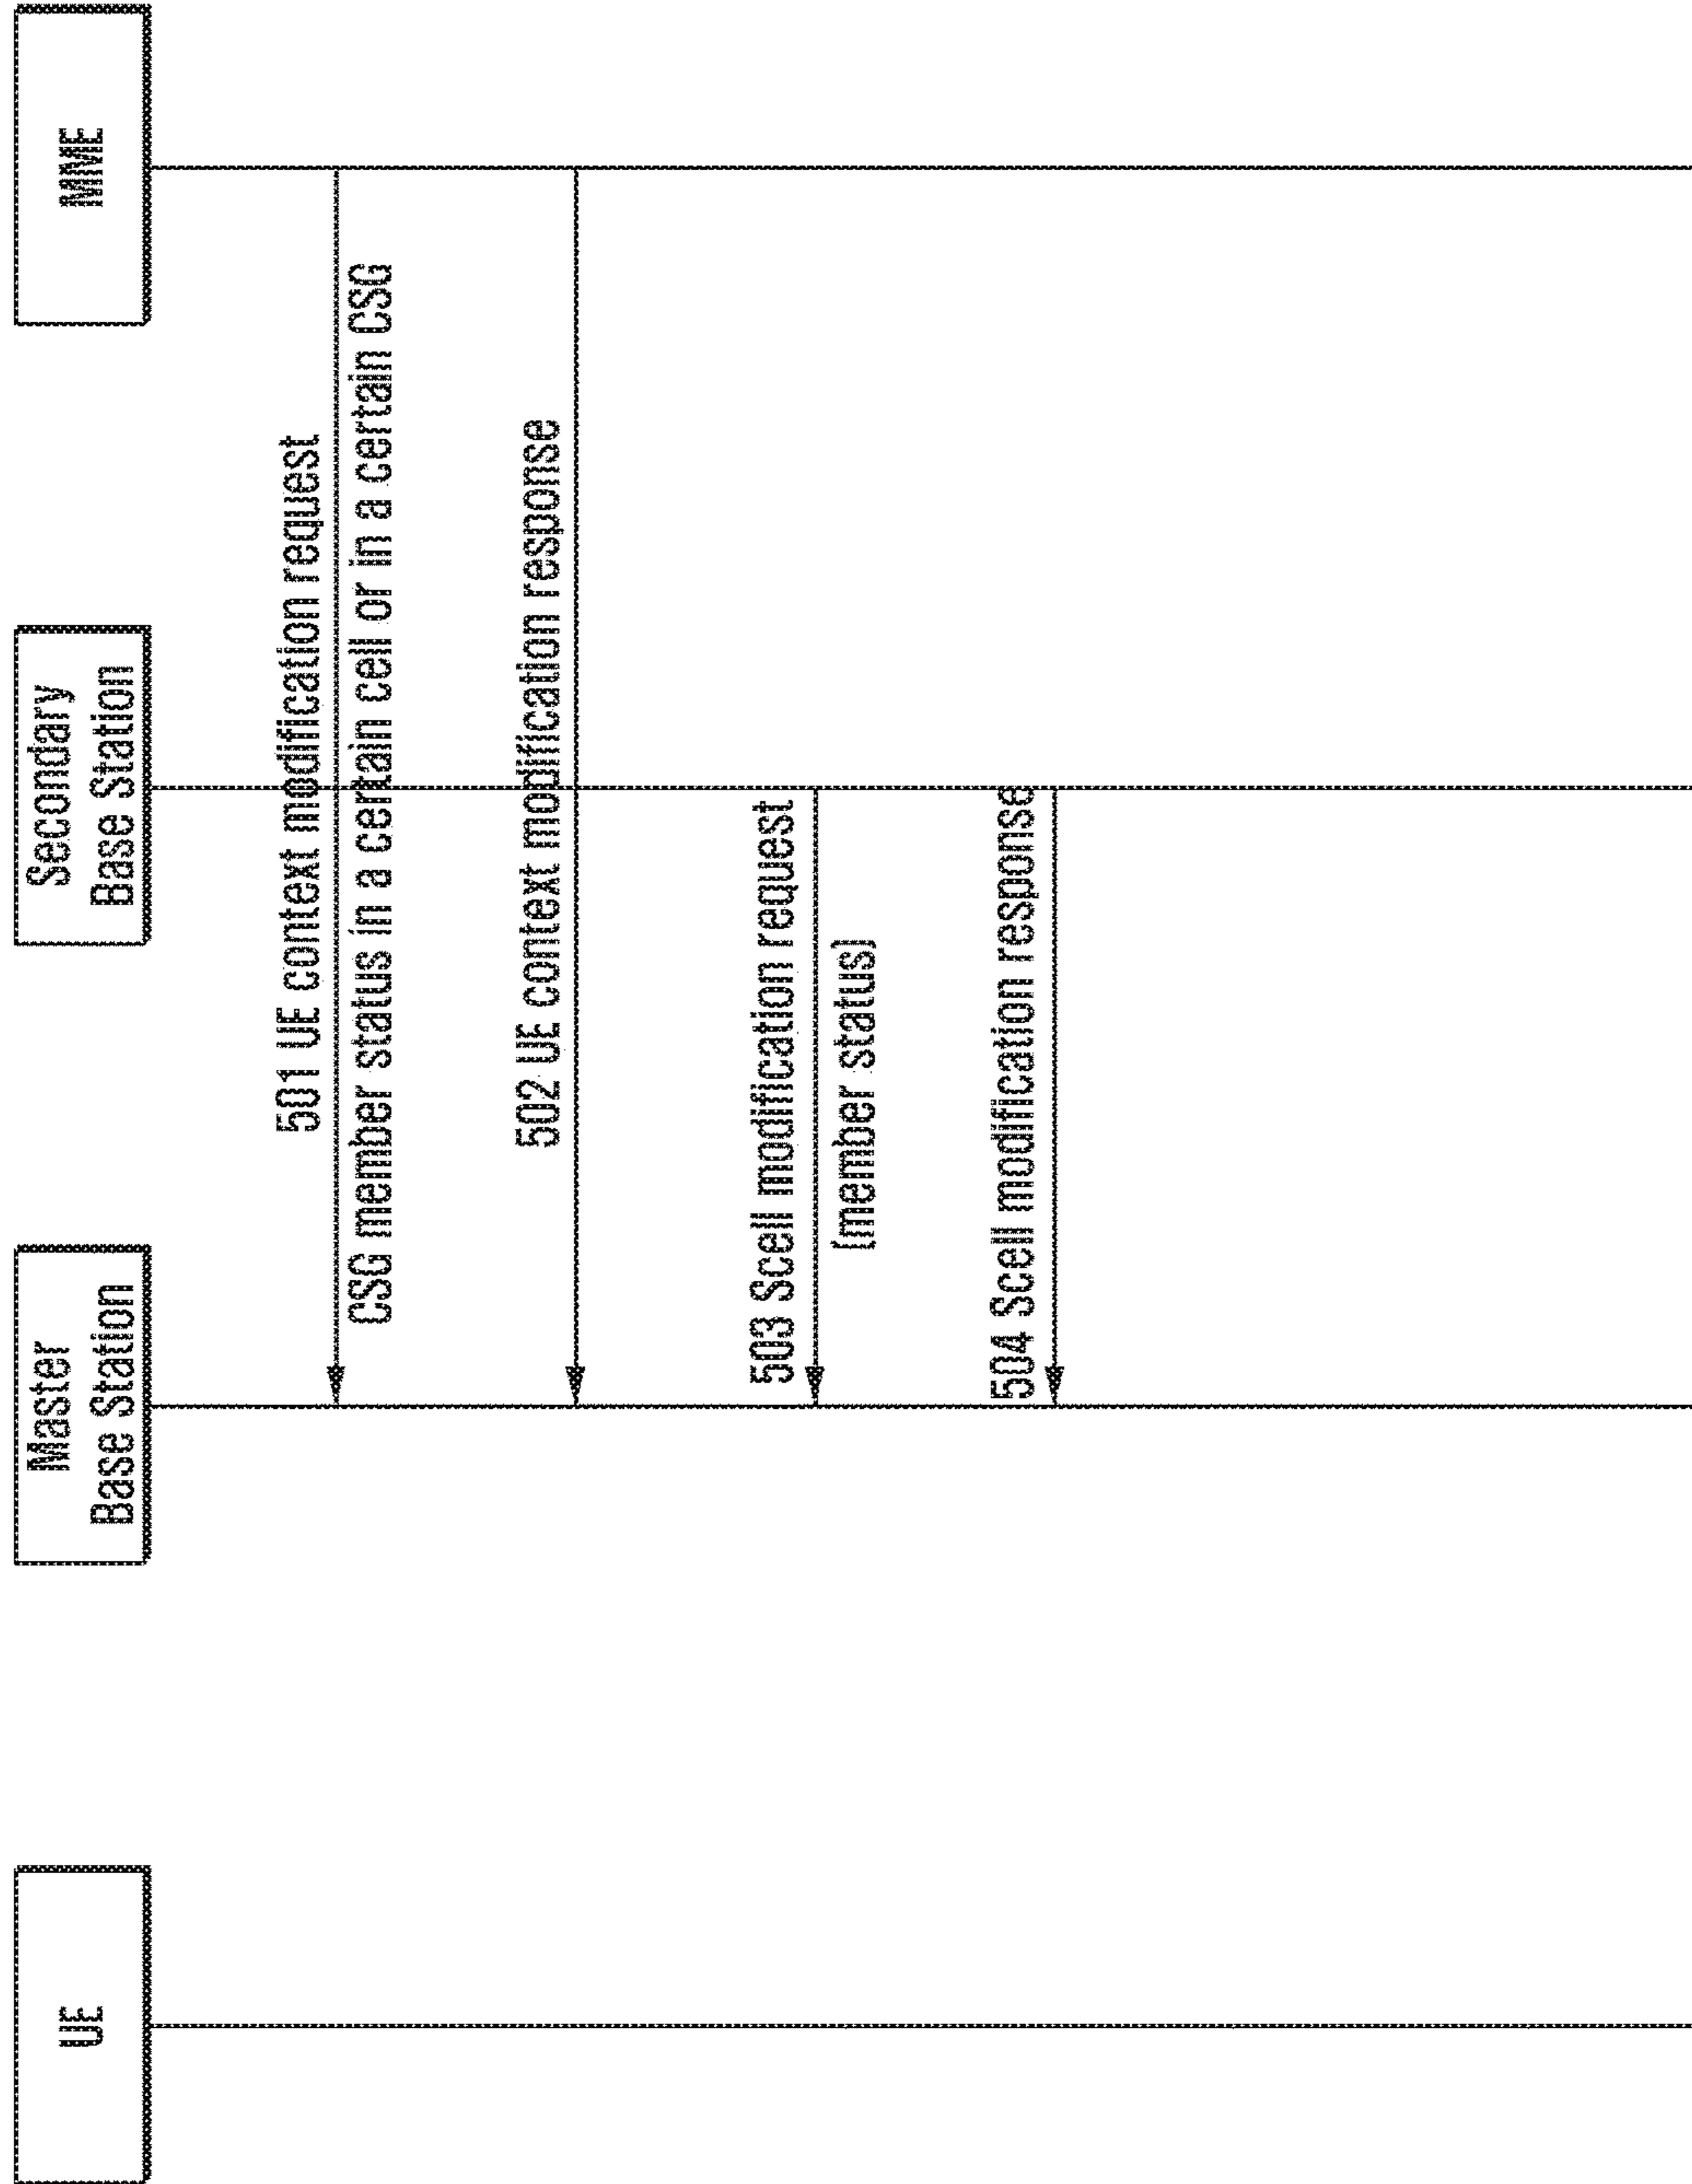 UE
Master
Base Station
Secondary
Base Station
MME
501 UE context modification request
CSG member status in a certain cell or in a certain CSG
502 UE context modification response
503 Scell modification request
(member status)
504 Scell modification response